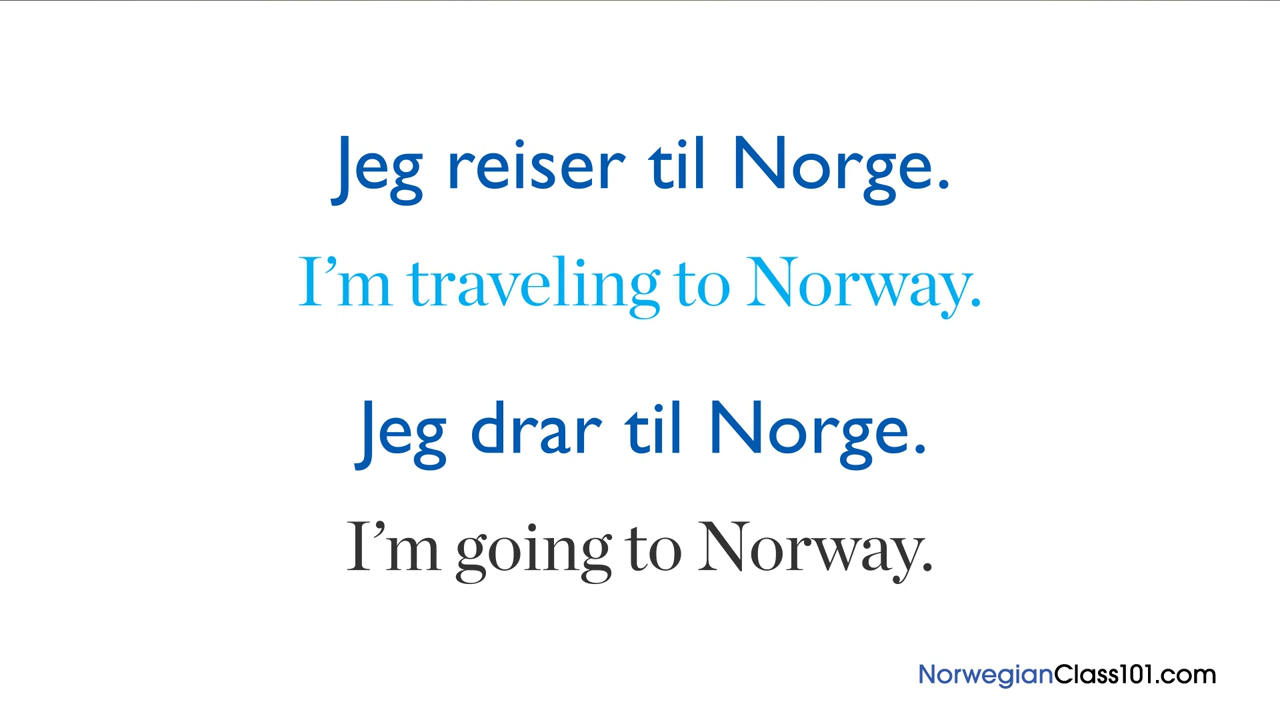 Jeg reiser til Norge.
I’m traveling to Norway.
Jeg drar til Norge.
I’m going to Norway.
NorwegianClass101.com